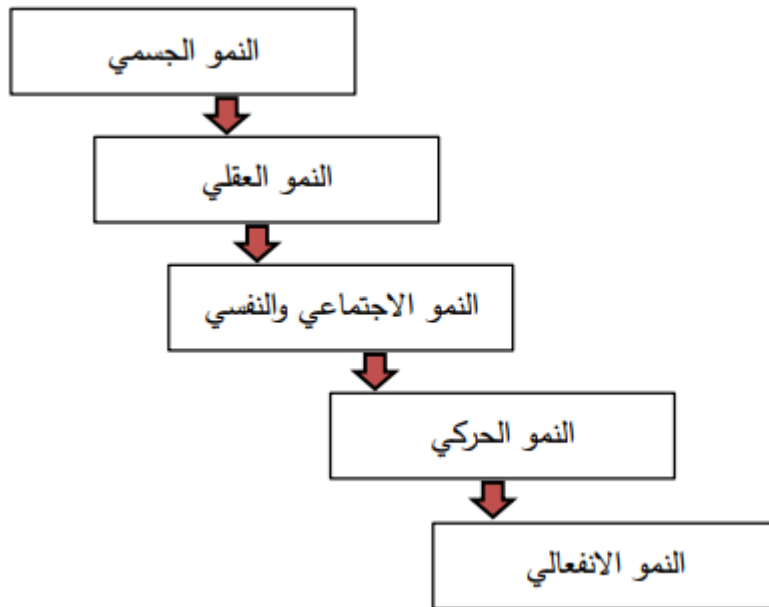 النمو الجسمي
النمو العقلي
النمو الاجتماعي والنفسي
النمو الحركي
النمو الانفعالي